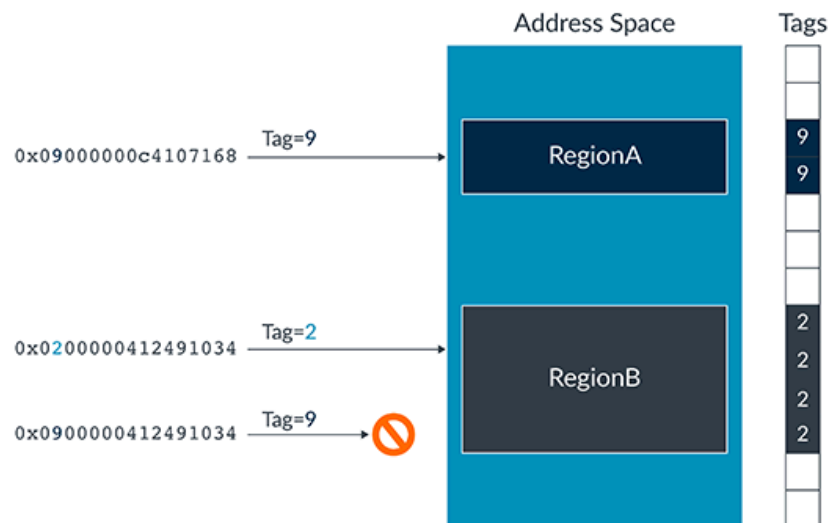 Address Space Tags
0x09000000c4107168 Tag=9 RegionA 9
9
0x0200000412491034 Tag=2 RegionB 2
2
2
0x0900000412491034 Tag=9 2